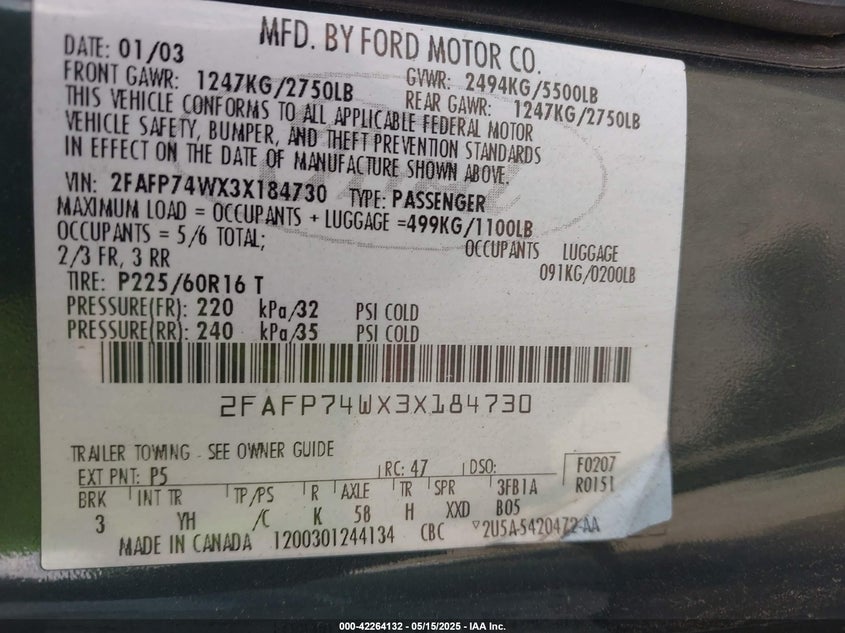 MFD. BY FORD MOTOR CO.
DATE: 01/03
GVWR: 2494KG/5500LB
FRONT GAWR: 1247KG/2750LB
REAR GAWR: 1247KG/2750LB
THIS VEHICLE CONFORMS TO ALL APPLICABLE FEDERAL MOTOR
VEHICLE SAFETY, BUMPER, AND THEFT PREVENTION STANDARDS
IN EFFECT ON THE DATE OF MANUFACTURE SHOWN ABOVE.
VIN: 2FAFP74WX3X184730 TYPE: PASSENGER
MAXIMUM LOAD = OCCUPANTS + LUGGAGE =499KG/1100LB
OCCUPANTS = 5/6 TOTAL; OCCUPANTS LUGGAGE
2/3 FR, 3 RR 091KG/0200LB
TIRE: P225/60R16 T
PRESSURE(FR): 220 kPa/32 PSI COLD
PRESSURE(RR): 240 kPa/35 PSI COLD
2FAFP74WX3X184730
TRAILER TOWING - SEE OWNER GUIDE
EXT PNT: P5 RC: 47 DSO: F0207
BRK INT TR TP/PS R AXLE TR SPR 3FB1A R0151
3 YH /C K 58 H XXD B05
MADE IN CANADA 1200301244134 CBC 2U5A-5420472-AA
000-42264132 - 05/15/2025 - IAA Inc.